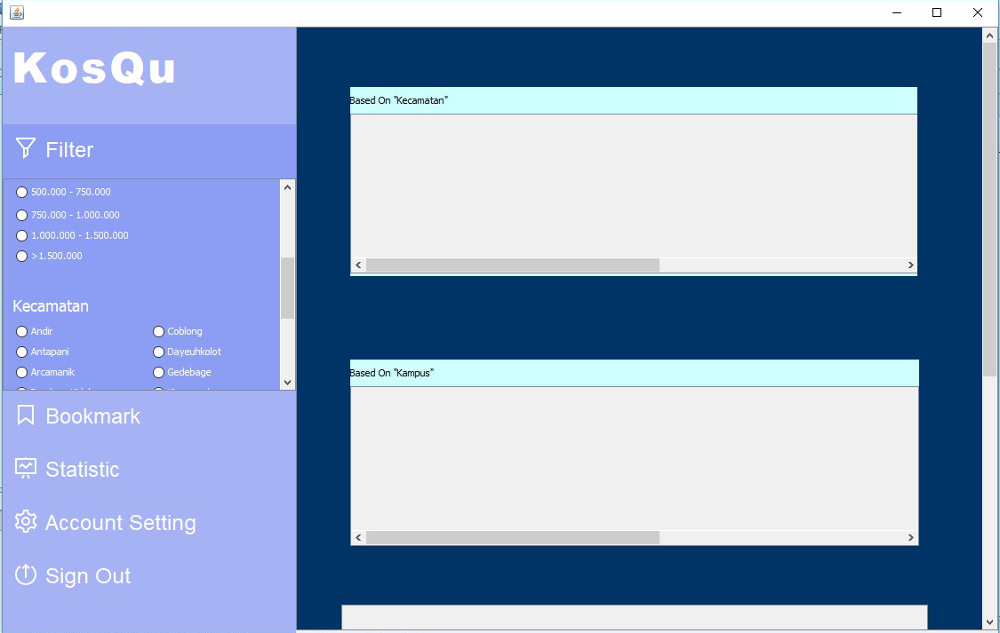 KosQu
Filter
500.000 - 750.000
750.000 - 1.000.000
1.000.000 - 1.500.000
>1.500.000
Kecamatan
Andir
Coblong
Antapani
Dayeuhkolot
Arcamanik
Gedebage
Bookmark
Statistic
Account Setting
Sign Out
Based On "Kecamatan"
Based On "Kampus"